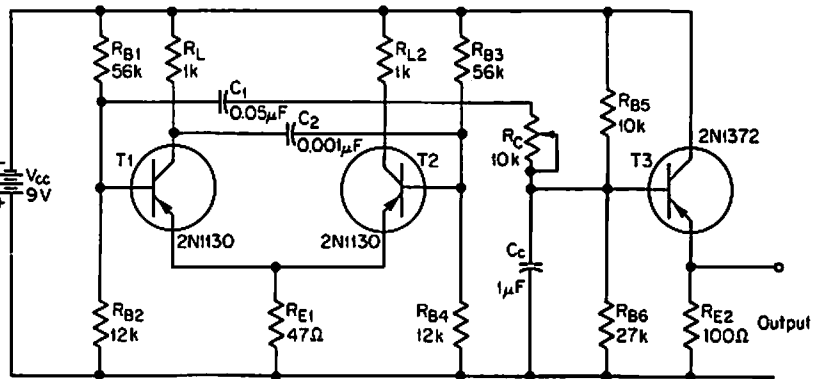 RB1
56k
RL
1k
RL2
1k
RB3
56k
C1
0.05μF
C2
0.001μF
RB5
10k
RC
10k
2N1372
T1
T2
T3
VCC
9V
-
+
2N1130
2N1130
CC
1μF
RB2
12k
RE1
47Ω
RB4
12k
RB6
27k
RE2
100Ω
Output